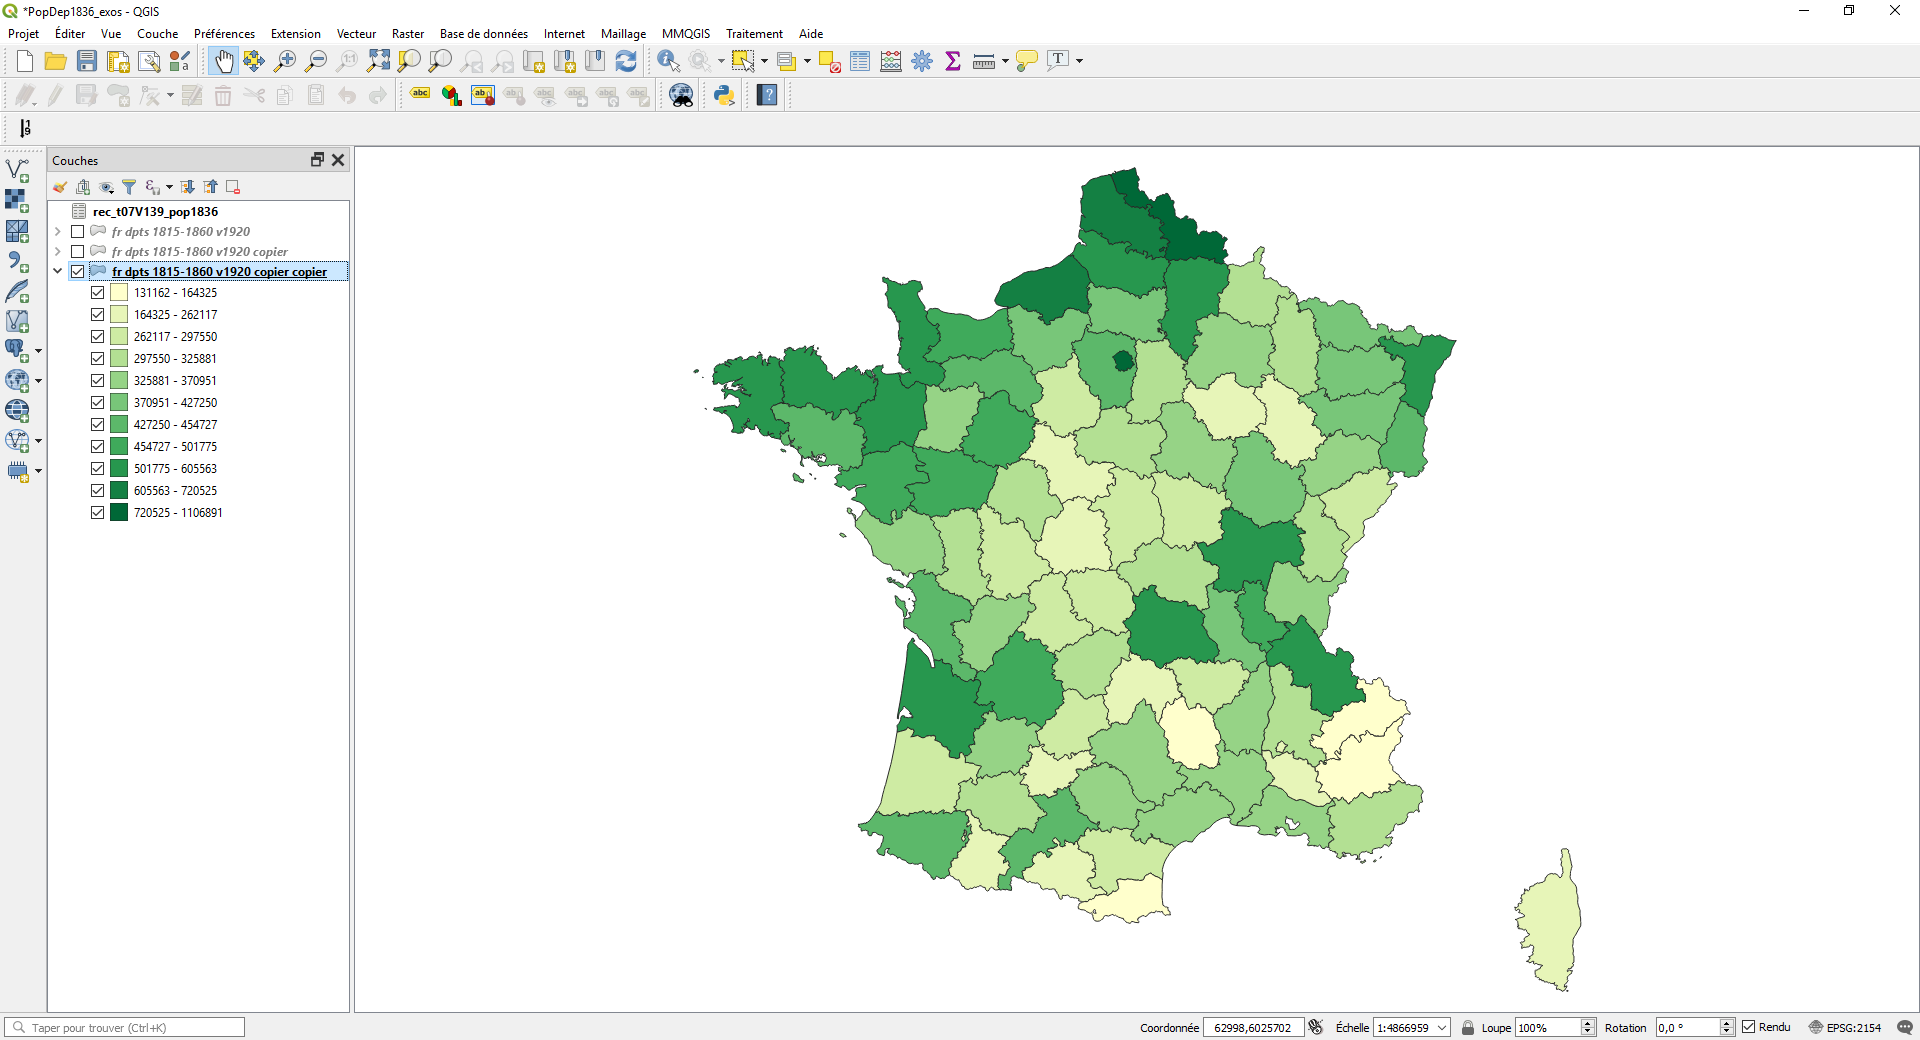 *PopDep1836_exos - QGIS
Projet Éditer Vue Couche Préférences Extension Vecteur Raster Base de données Internet Maillage MMQGIS Traitement Aide
Couches
rec_t07V139_pop1836
fr dpts 1815-1860 v1920
fr dpts 1815-1860 v1920 copier
fr dpts 1815-1860 v1920 copier copier
131162 - 164325
164325 - 262117
262117 - 297550
297550 - 325881
325881 - 370951
370951 - 427250
427250 - 454727
454727 - 501775
501775 - 605563
605563 - 720525
720525 - 1106891
Taper pour trouver (Ctrl+K) Coordonnée 62998,6025702 Échelle 1:4866959 Loupe 100% Rotation 0,0 ° Rendu EPSG:2154